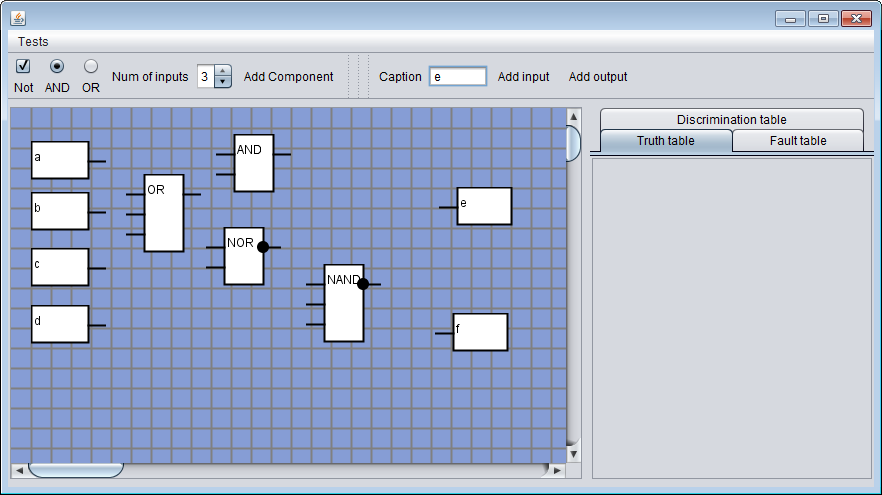 Tests
Not AND OR Num of inputs 3 Add Component Caption e Add input Add output
Discrimination table
Truth table Fault table
a
b
c
d
OR
AND
NOR
NAND
e
f